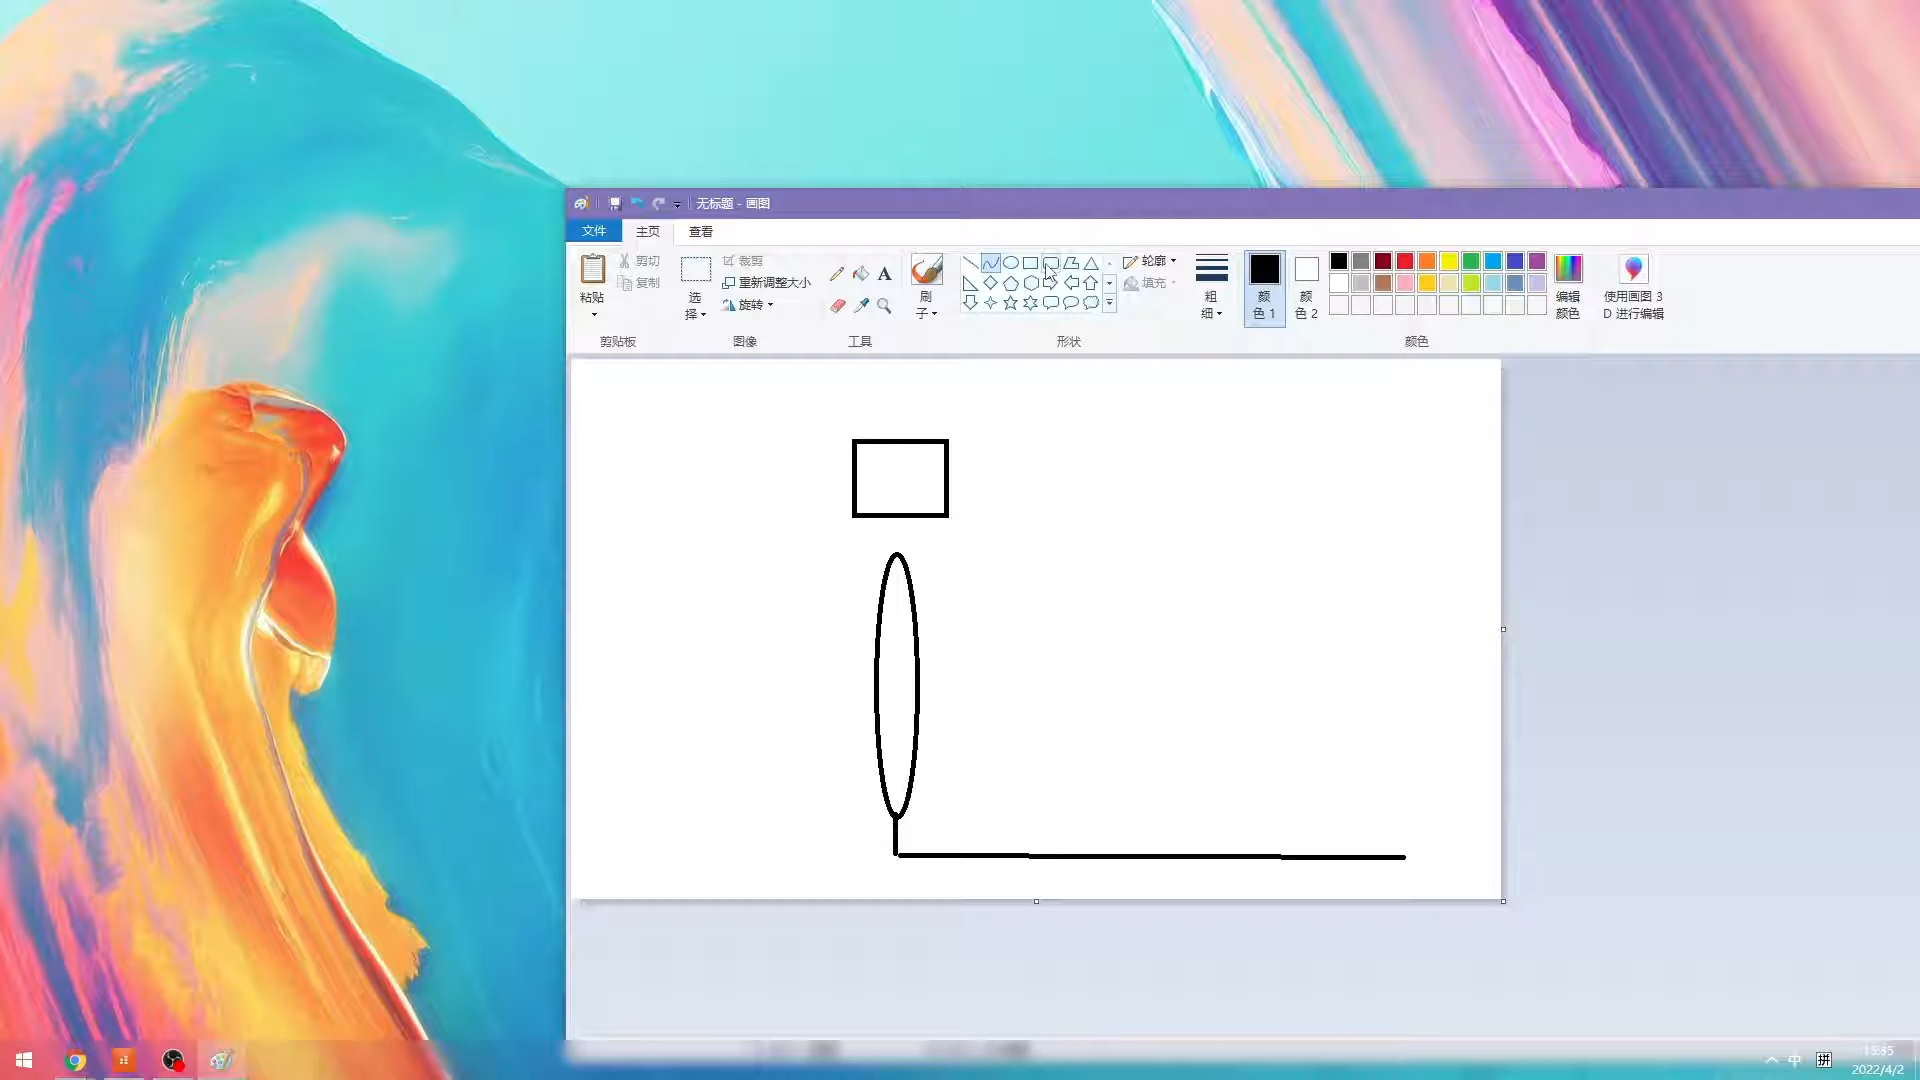 无标题 - 画图
文件 主页 查看
粘贴
剪切
复制
选择
裁剪
重新调整大小
旋转
A
刷子
轮廓
填充
粗细
颜色 1
颜色 2
编辑颜色
使用画图 3D 进行编辑
剪贴板 图像 工具 形状 颜色
中 拼
2022/4/2